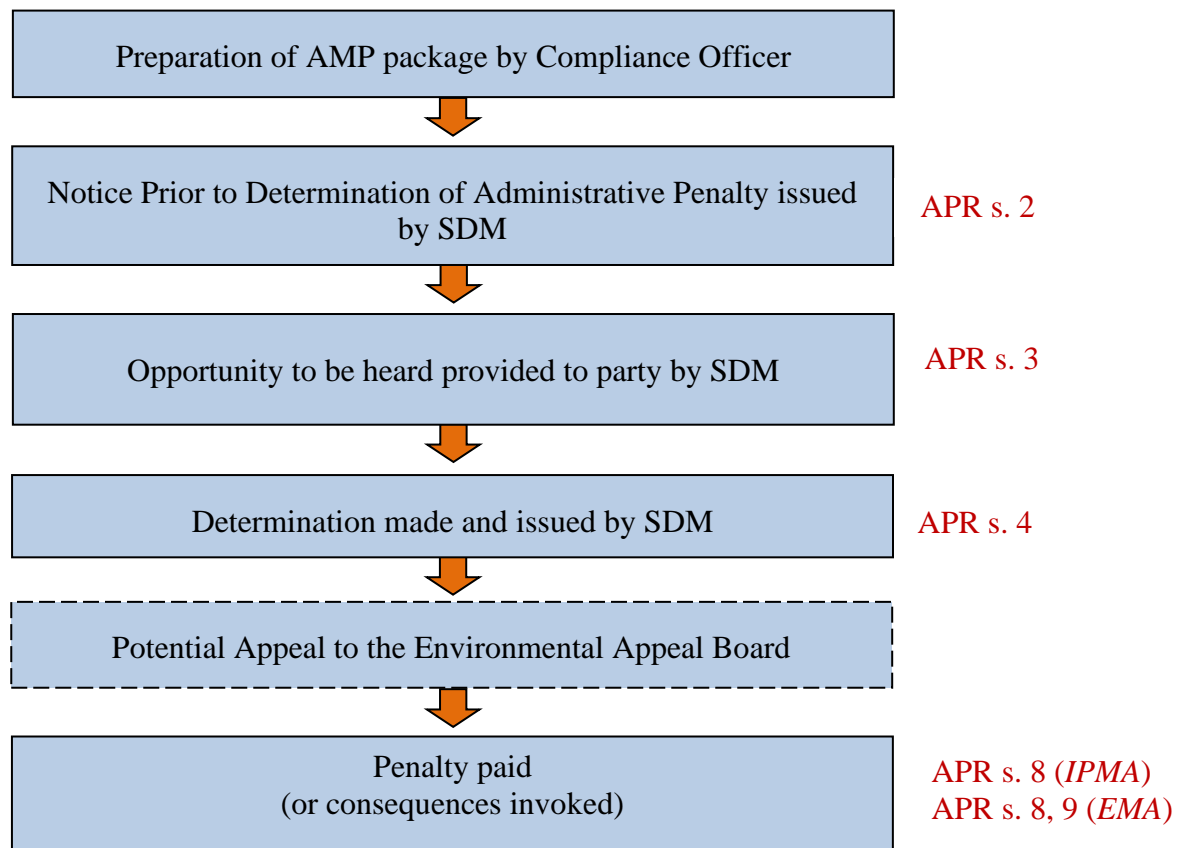 Preparation of AMP package by Compliance Officer
Notice Prior to Determination of Administrative Penalty issued
by SDM
APR s. 2
Opportunity to be heard provided to party by SDM
APR s. 3
Determination made and issued by SDM
APR s. 4
Potential Appeal to the Environmental Appeal Board
Penalty paid
(or consequences invoked)
APR s. 8 (IPMA)
APR s. 8, 9 (EMA)